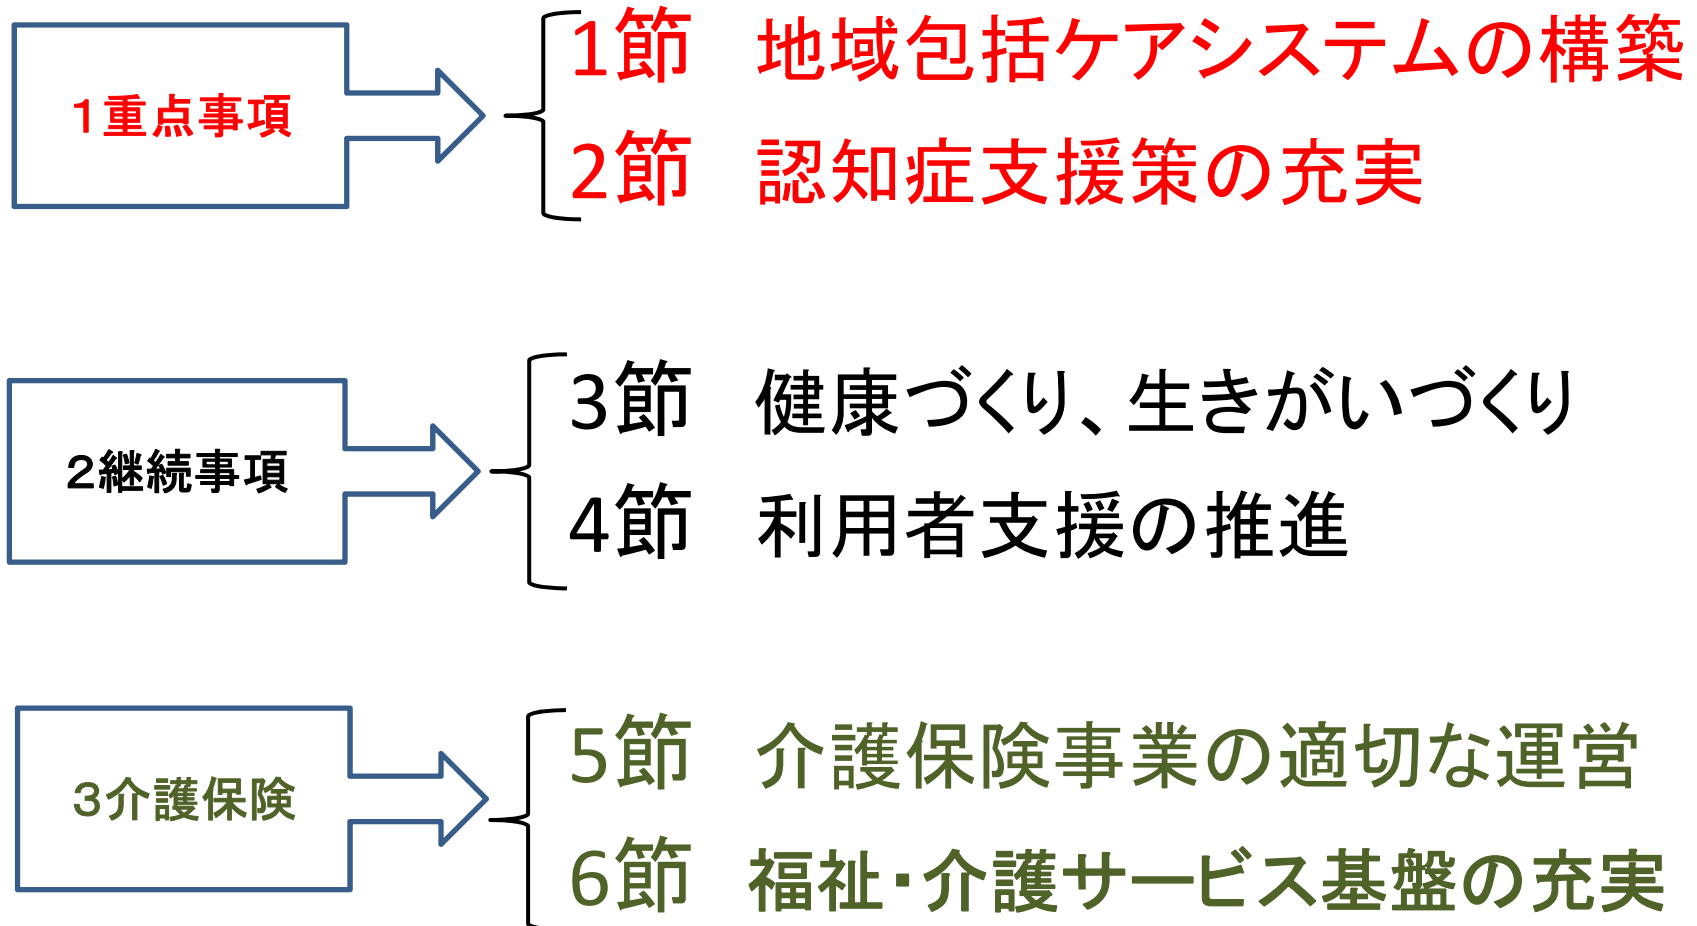 １重点事項
1節　地域包括ケアシステムの構築
2節　認知症支援策の充実
２継続事項
3節　健康づくり、生きがいづくり
4節　利用者支援の推進
３介護保険
5節　介護保険事業の適切な運営
6節　福祉・介護サービス基盤の充実